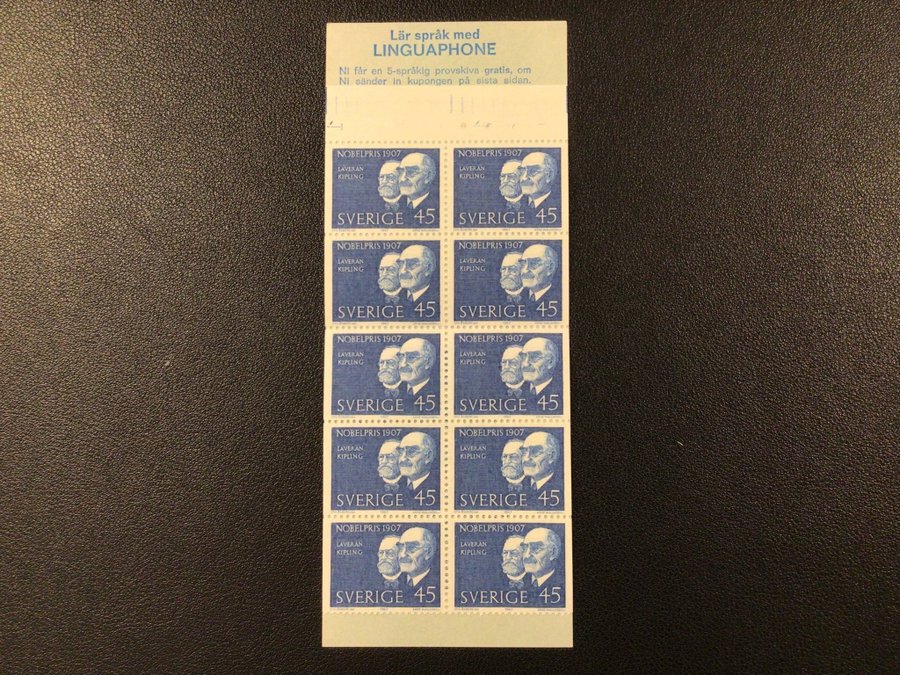 Lär språk med
LINGUAPHONE
Ni får en 5-språkig provskiva gratis, om
Ni sänder in kupongen på sista sidan.
NOBELPRIS 1907
LAVERAN
KIPLING
SVERIGE 45
NOBELPRIS 1907
LAVERAN
KIPLING
SVERIGE 45
NOBELPRIS 1907
LAVERAN
KIPLING
SVERIGE 45
NOBELPRIS 1907
LAVERAN
KIPLING
SVERIGE 45
NOBELPRIS 1907
LAVERAN
KIPLING
SVERIGE 45
NOBELPRIS 1907
LAVERAN
KIPLING
SVERIGE 45
NOBELPRIS 1907
LAVERAN
KIPLING
SVERIGE 45
NOBELPRIS 1907
LAVERAN
KIPLING
SVERIGE 45
NOBELPRIS 1907
LAVERAN
KIPLING
SVERIGE 45
NOBELPRIS 1907
LAVERAN
KIPLING
SVERIGE 45